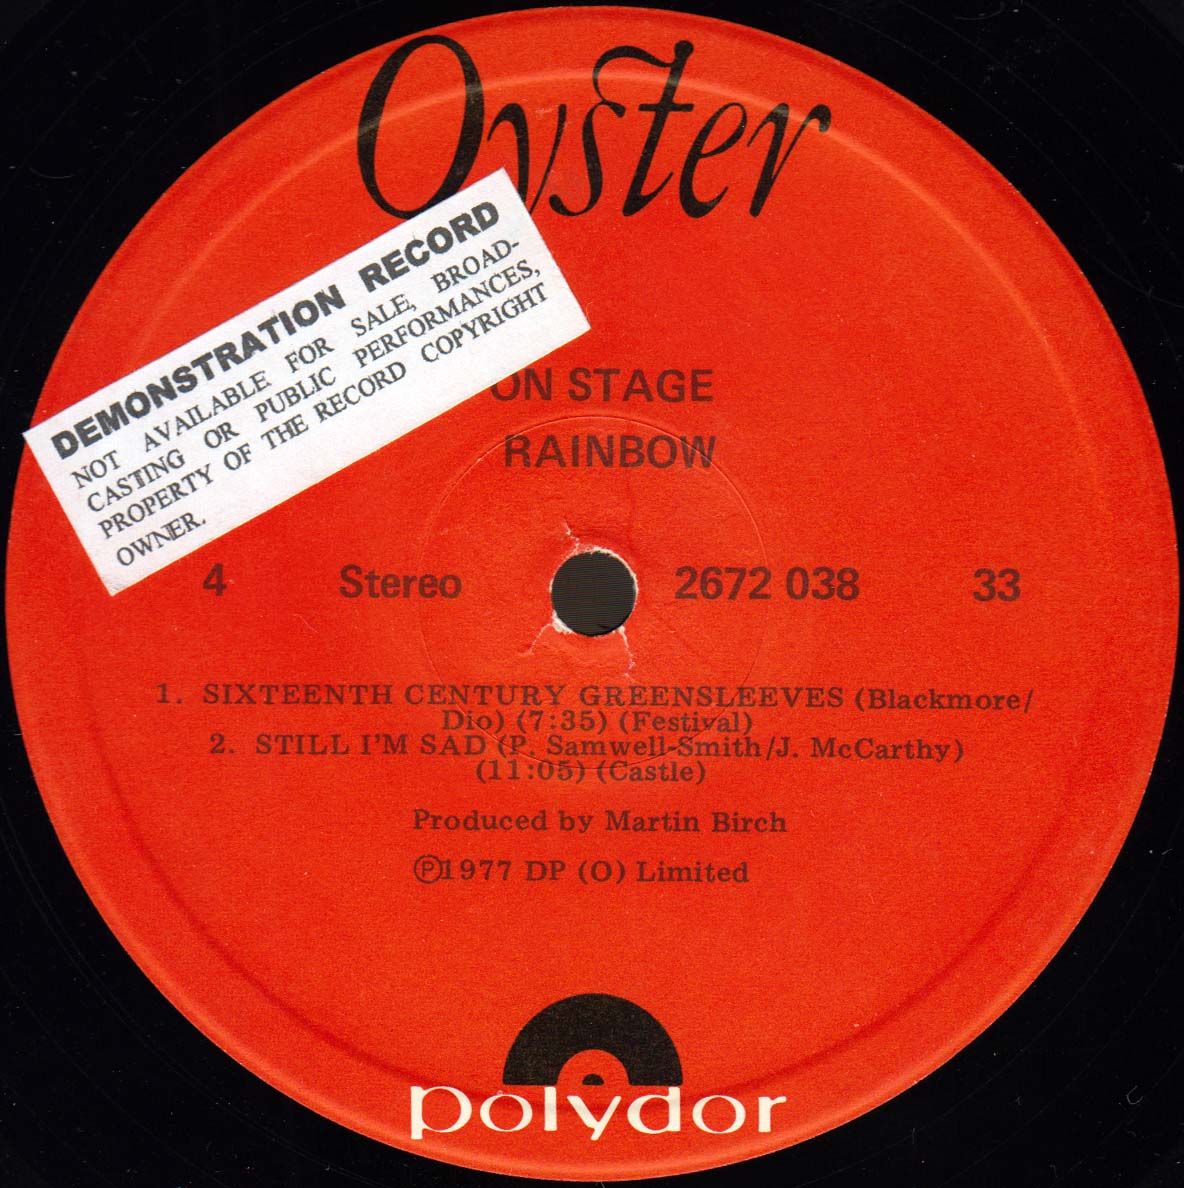 Oyster
DEMONSTRATION RECORD
NOT AVAILABLE FOR SALE, BROAD-
CASTING OR PUBLIC PERFORMANCES,
PROPERTY OF THE RECORD COPYRIGHT
OWNER.
ON STAGE
RAINBOW
4 Stereo 2672 038 33
1. SIXTEENTH CENTURY GREENSLEEVES (Blackmore/
Dio) (7:35) (Festival)
2. STILL I'M SAD (P. Samwell-Smith/J. McCarthy)
(11:05) (Castle)
Produced by Martin Birch
℗1977 DP (O) Limited
polydor